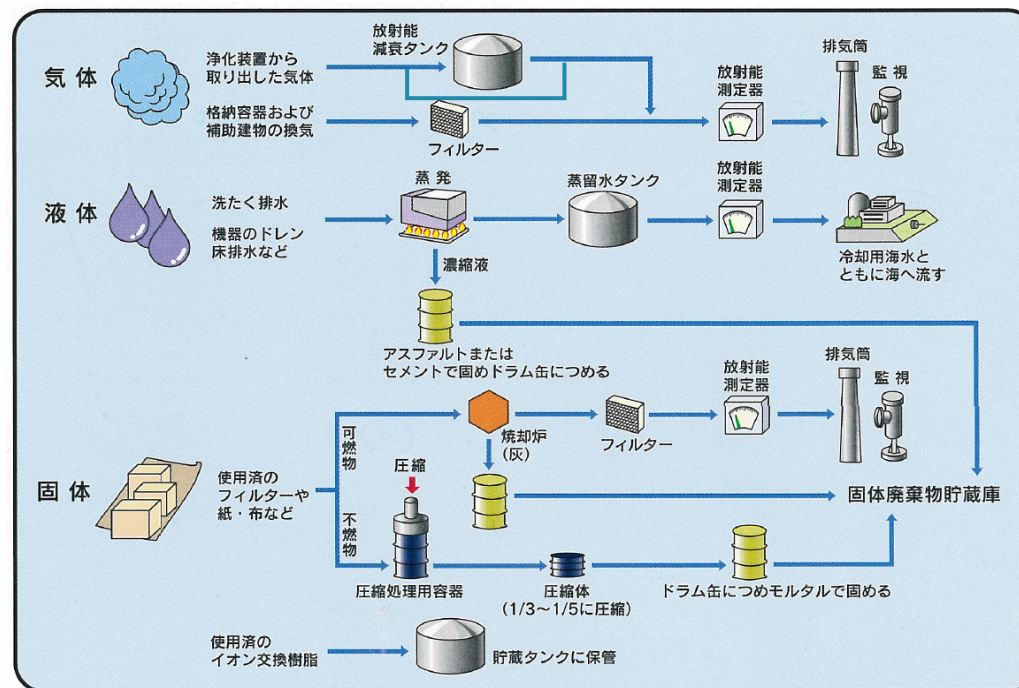 気体
浄化装置から
取り出した気体
放射能
減衰タンク
格納容器および
補助建物の換気
フィルター
放射能
測定器
排気筒
監視
液体
洗たく排水
機器のドレン
床排水など
蒸発
蒸留水タンク
放射能
測定器
冷却用海水と
ともに海へ流す
濃縮液
アスファルトまたは
セメントで固めドラム缶につめる
固体
使用済の
フィルターや
紙・布など
可燃物
焼却炉
(灰)
フィルター
放射能
測定器
排気筒
監視
不燃物
圧縮
圧縮処理用容器
圧縮体
(1/3〜1/5に圧縮)
ドラム缶につめモルタルで固める
固体廃棄物貯蔵庫
使用済の
イオン交換樹脂
貯蔵タンクに保管